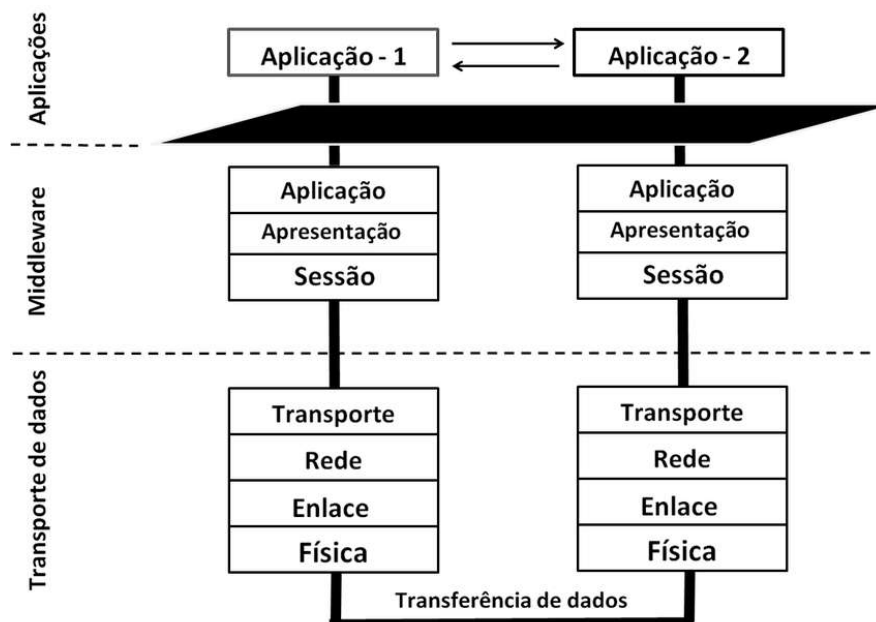 Aplicações
Aplicação - 1
Aplicação - 2
Middleware
Aplicação
Apresentação
Sessão
Aplicação
Apresentação
Sessão
Transporte de dados
Transporte
Rede
Enlace
Física
Transporte
Rede
Enlace
Física
Transferência de dados